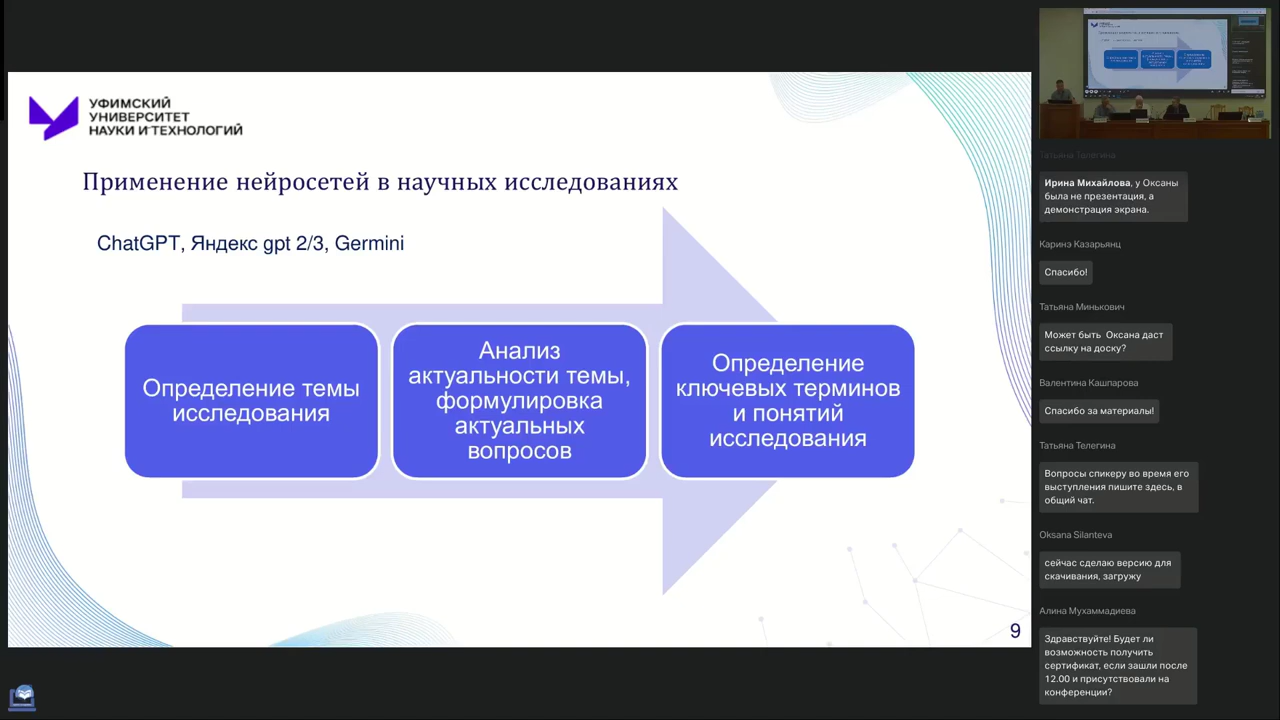 УФИМСКИЙ
УНИВЕРСИТЕТ
НАУКИ И ТЕХНОЛОГИЙ
Применение нейросетей в научных исследованиях
ChatGPT, Яндекс gpt 2/3, Germini
Определение темы
исследования
Анализ
актуальности темы,
формулировка
актуальных
вопросов
Определение
ключевых терминов
и понятий
исследования
9
Татьяна Телегина
Ирина Михайлова, у Оксаны
была не презентация, а
демонстрация экрана.
Каринэ Казарьянц
Спасибо!
Татьяна Минькович
Может быть Оксана даст
ссылку на доску?
Валентина Кашпарова
Спасибо за материалы!
Татьяна Телегина
Вопросы спикеру во время его
выступления пишите здесь, в
общий чат.
Oksana Silanteva
сейчас сделаю версию для
скачивания, загружу
Алина Мухаммадиева
Здравствуйте! Будет ли
возможность получить
сертификат, если зашли после
12.00 и присутствовали на
конференции?